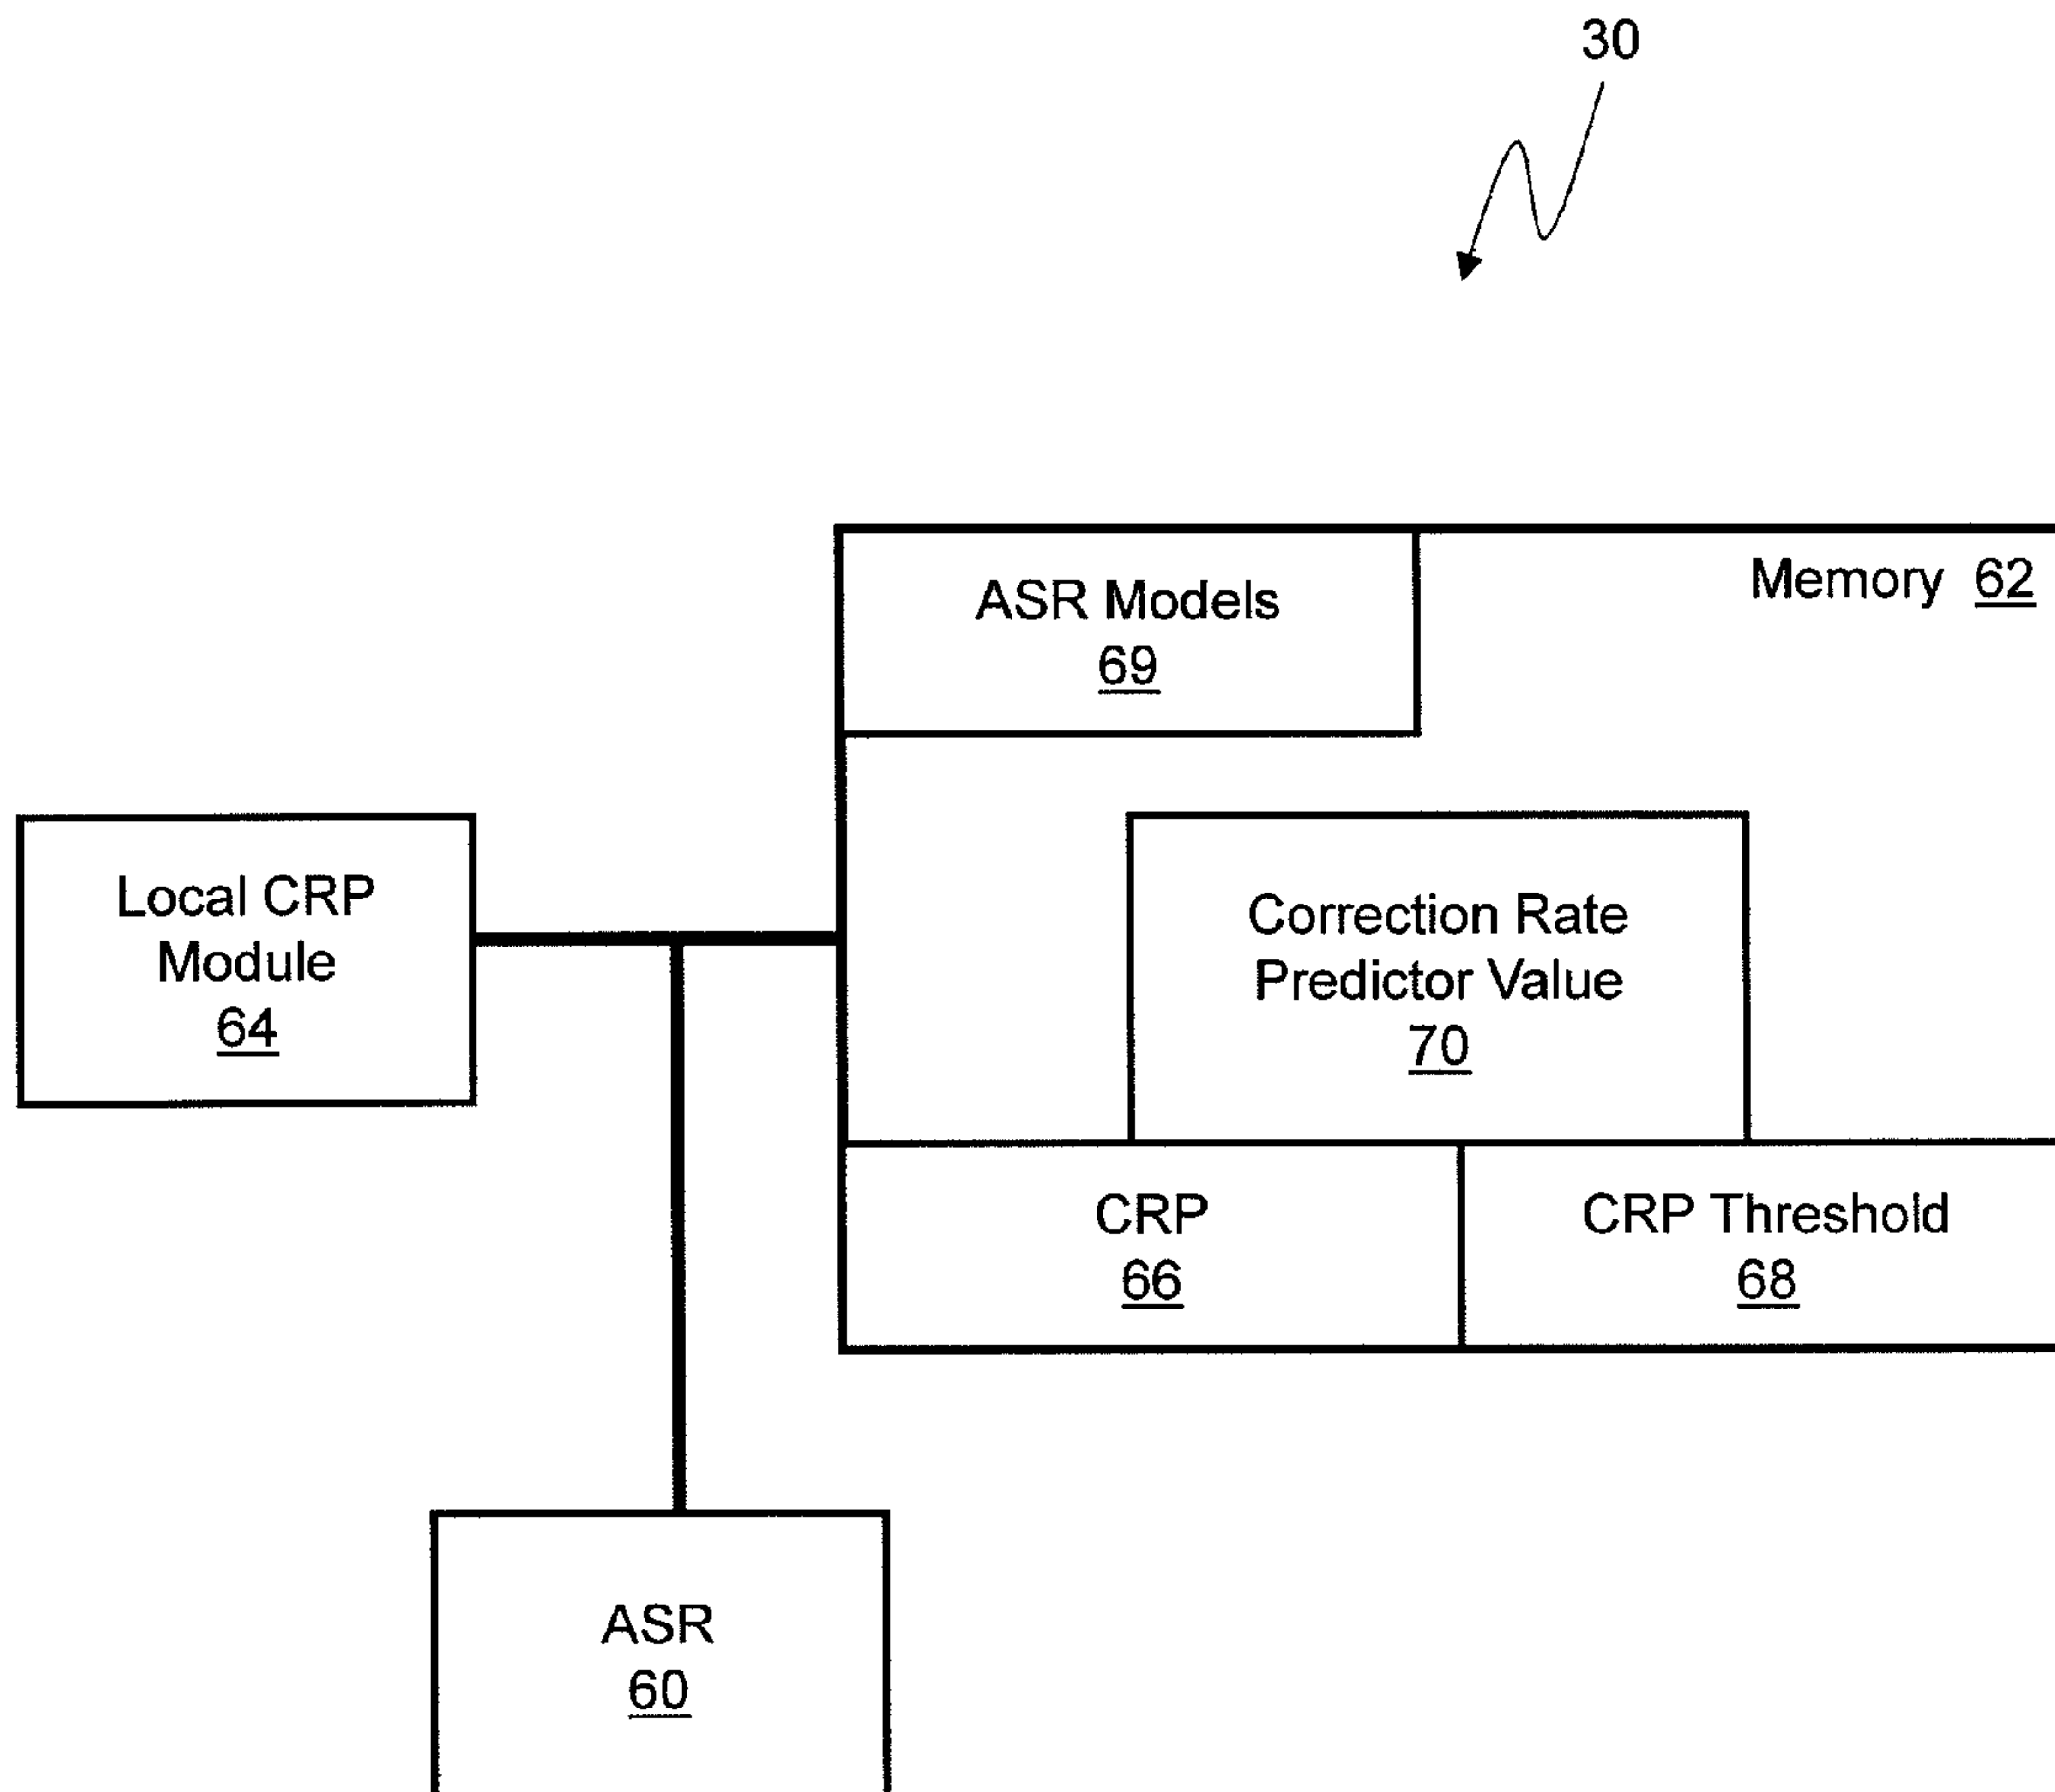 30
ASR Models
69
Memory 62
Local CRP
Module
64
Correction Rate
Predictor Value
70
CRP
66
CRP Threshold
68
ASR
60